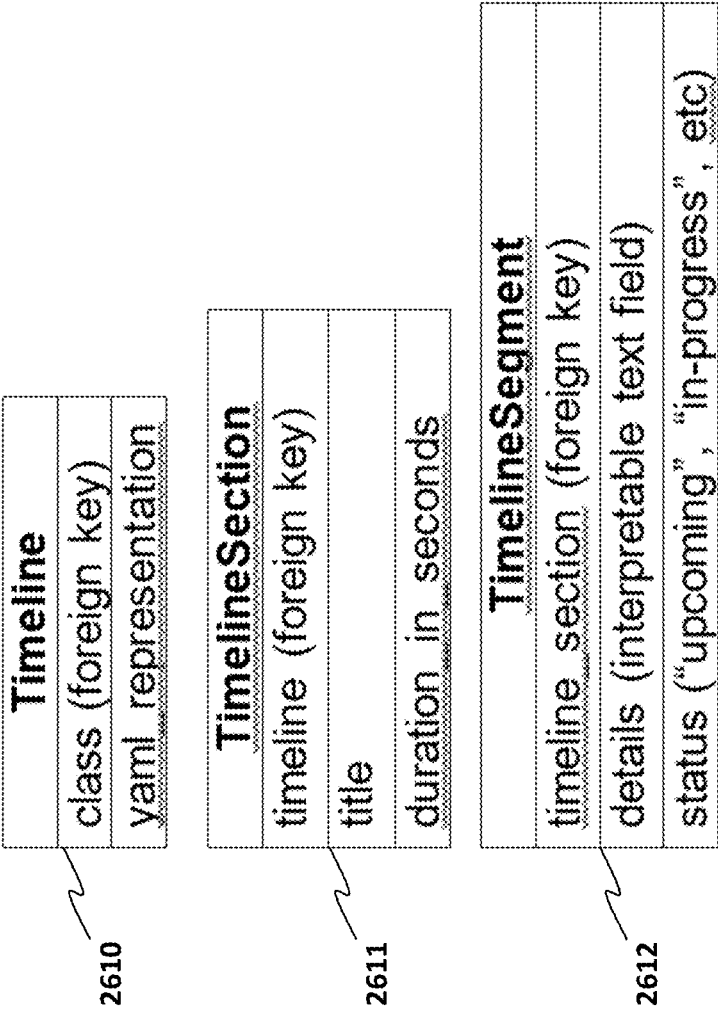 Timeline
class (foreign key)
yaml representation
2610
TimelineSection
timeline (foreign key)
title
duration in seconds
2611
TimelineSegment
timeline section (foreign key)
details (interpretable text field)
status (“upcoming”, “in-progress”, etc)
2612